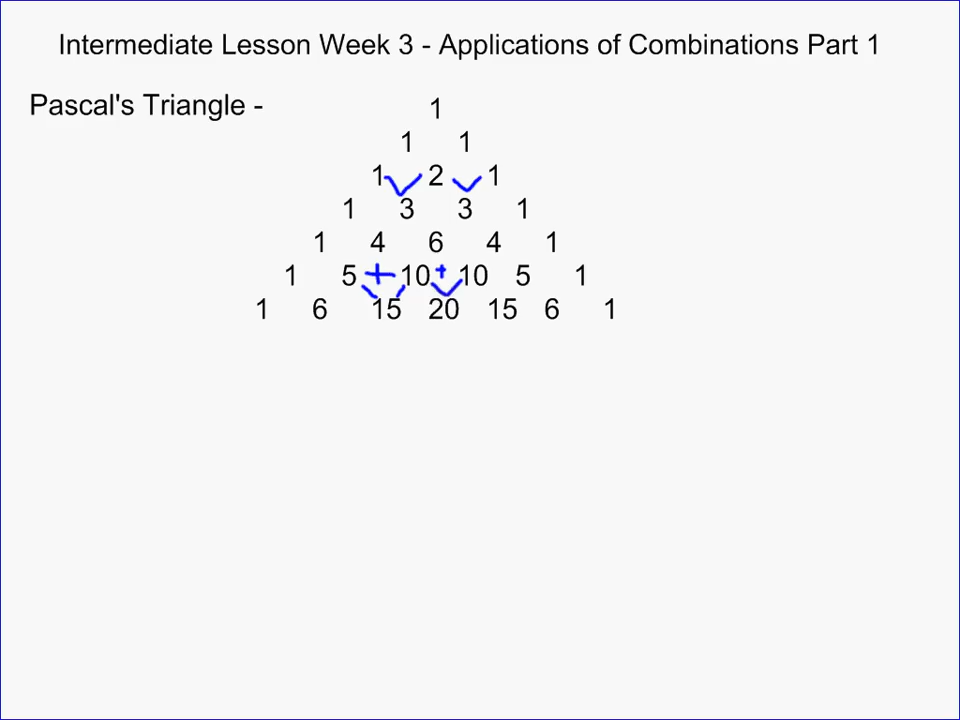 Intermediate Lesson Week 3 - Applications of Combinations Part 1
Pascal's Triangle - 1
1 1
1 2 1
1 3 3 1
1 4 6 4 1
1 5 + 10 + 10 5 1
1 6 15 20 15 6 1